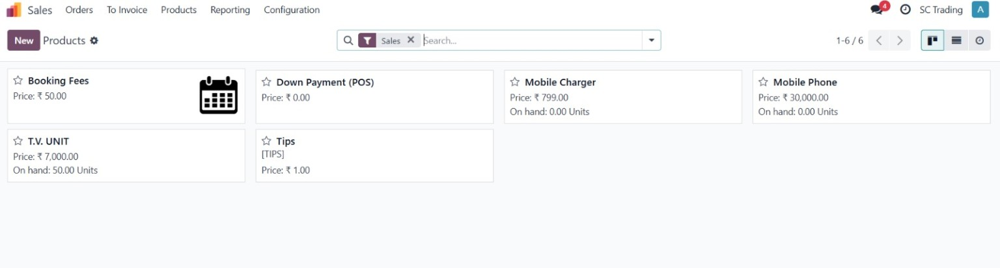 Sales Orders To Invoice Products Reporting Configuration 4 SC Trading A
New Products Sales Search... 1-6 / 6
Booking Fees
Price: ₹ 50.00
Down Payment (POS)
Price: ₹ 0.00
Mobile Charger
Price: ₹ 799.00
On hand: 0.00 Units
Mobile Phone
Price: ₹ 30,000.00
On hand: 0.00 Units
T.V. UNIT
Price: ₹ 7,000.00
On hand: 50.00 Units
Tips
[TIPS]
Price: ₹ 1.00